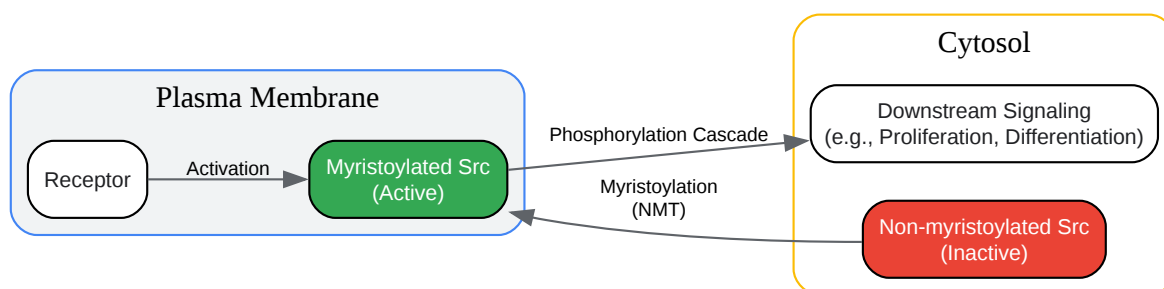 Plasma Membrane
Receptor
Activation
Myristoylated Src
(Active)
Phosphorylation Cascade
Myristoylation
(NMT)
Cytosol
Downstream Signaling
(e.g., Proliferation, Differentiation)
Non-myristoylated Src
(Inactive)